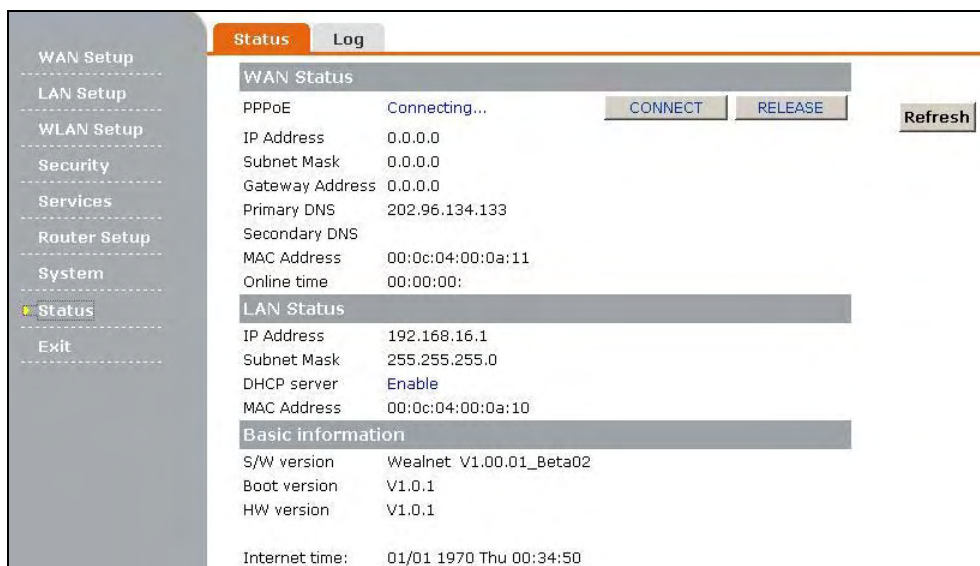 WAN Setup
LAN Setup
WLAN Setup
Security
Services
Router Setup
System
Status
Exit
Status Log
WAN Status
PPPoE Connecting... CONNECT RELEASE Refresh
IP Address 0.0.0.0
Subnet Mask 0.0.0.0
Gateway Address 0.0.0.0
Primary DNS 202.96.134.133
Secondary DNS
MAC Address 00:0c:04:00:0a:11
Online time 00:00:00:
LAN Status
IP Address 192.168.16.1
Subnet Mask 255.255.255.0
DHCP server Enable
MAC Address 00:0c:04:00:0a:10
Basic information
S/W version Wealnet V1.00.01_Beta02
Boot version V1.0.1
HW version V1.0.1
Internet time: 01/01 1970 Thu 00:34:50